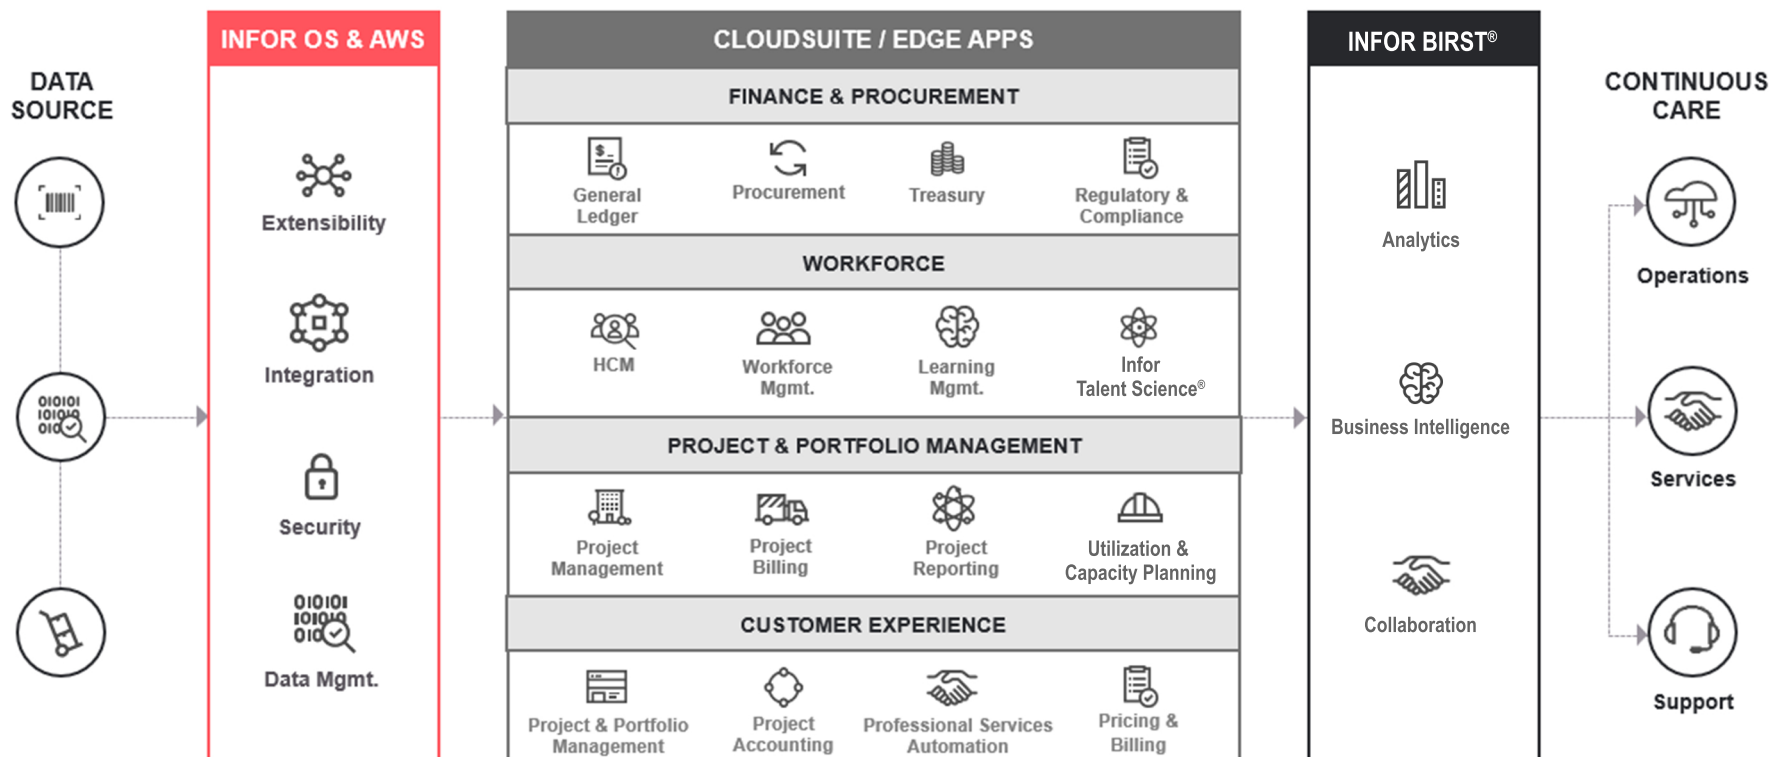 DATA
SOURCE
INFOR OS & AWS
Extensibility
Integration
Security
010101
101010
010
Data Mgmt.
010101
101010
010
CLOUDSUITE / EDGE APPS
FINANCE & PROCUREMENT
$
General
Ledger
Procurement
Treasury
Regulatory &
Compliance
WORKFORCE
HCM
Workforce
Mgmt.
Learning
Mgmt.
Infor
Talent Science®
PROJECT & PORTFOLIO MANAGEMENT
Project
Management
Project
Billing
Project
Reporting
Utilization &
Capacity Planning
CUSTOMER EXPERIENCE
Project & Portfolio
Management
Project
Accounting
Professional Services
Automation
Pricing &
Billing
INFOR BIRST®
Analytics
Business Intelligence
Collaboration
CONTINUOUS
CARE
Operations
Services
Support